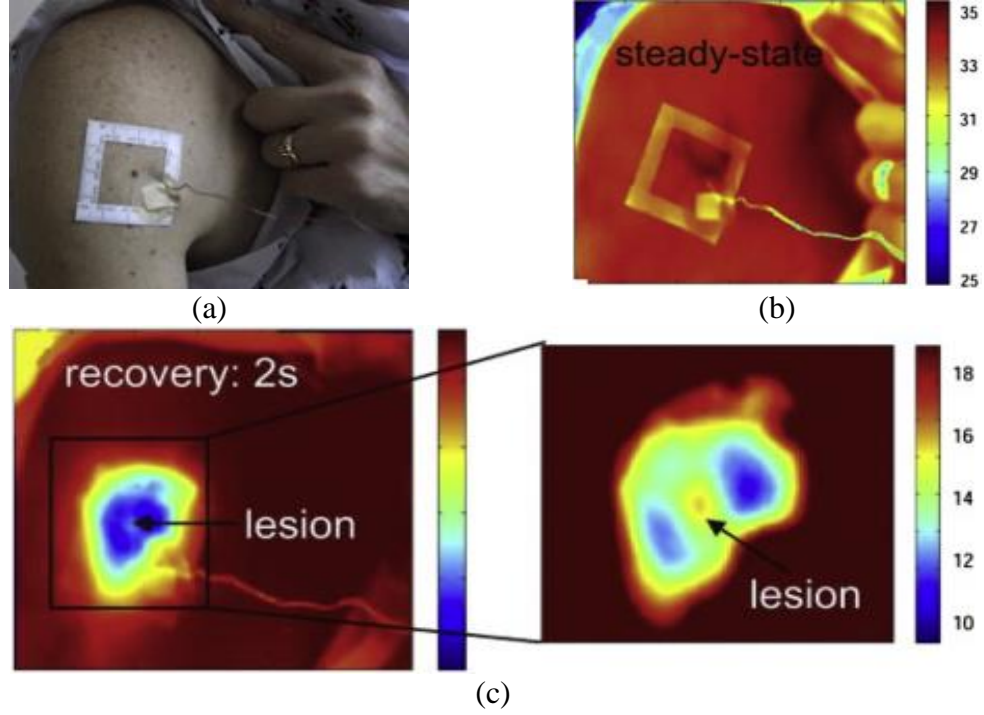 steady-state
35
33
31
29
27
25
(a)
(b)
recovery: 2s
lesion
18
16
14
12
10
lesion
(c)